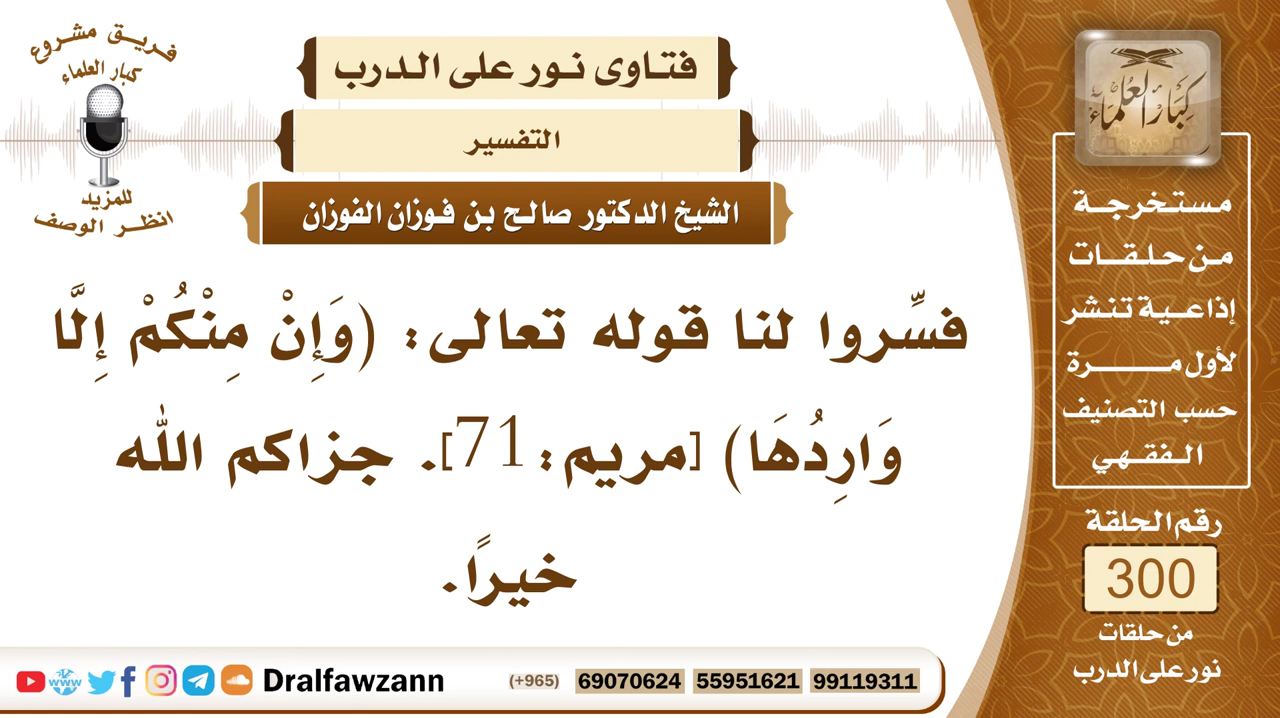 فريق مشروع
كبار العلماء
للمزيد
انظر الوصف
فتاوى نور على الدرب
التفسير
الشيخ الدكتور صالح بن فوزان الفوزان
فسِّروا لنا قوله تعالى: (وَإِنْ مِنْكُمْ إِلَّا
وَارِدُهَا) [مريم: 71]. جزاكم الله
خيرًا.
كبار العلماء
مستخرجة
من حلقات
إذاعية تنشر
لأول مرة
حسب التصنيف
الفقهي
رقم الحلقة
300
من حلقات
نور على الدرب
www
Dralfawzann
(+965) 69070624 55951621 99119311